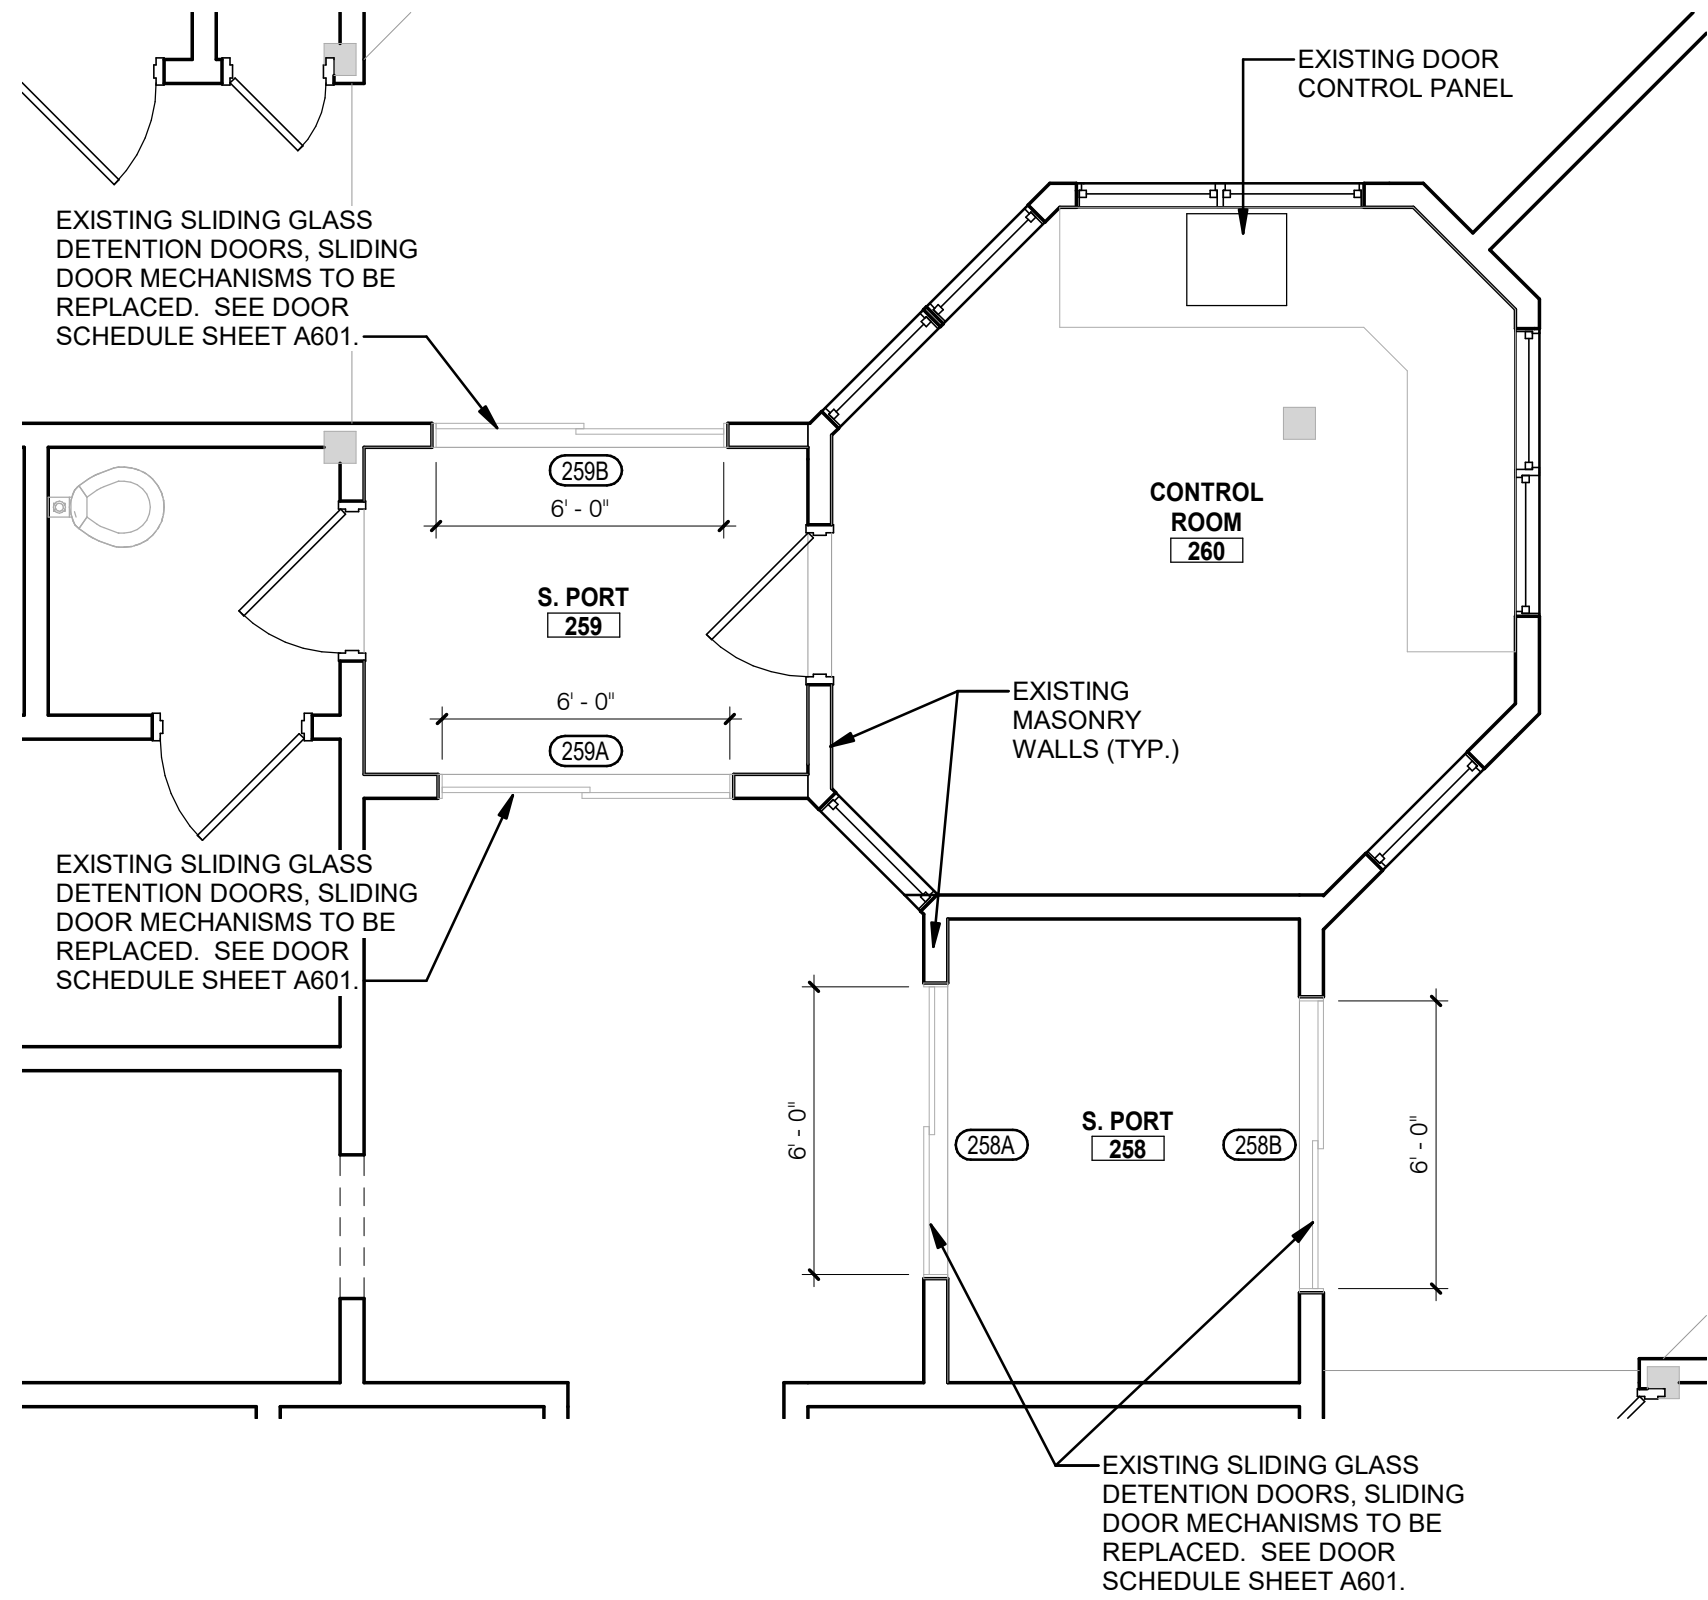 EXISTING DOOR
CONTROL PANEL
EXISTING SLIDING GLASS
DETENTION DOORS, SLIDING
DOOR MECHANISMS TO BE
REPLACED.  SEE DOOR
SCHEDULE SHEET A601.
259B
6' - 0"
CONTROL
ROOM
260
S. PORT
259
6' - 0"
259A
EXISTING
MASONRY
WALLS (TYP.)
EXISTING SLIDING GLASS
DETENTION DOORS, SLIDING
DOOR MECHANISMS TO BE
REPLACED.  SEE DOOR
SCHEDULE SHEET A601.
6' - 0"
258A
S. PORT
258
258B
6' - 0"
EXISTING SLIDING GLASS
DETENTION DOORS, SLIDING
DOOR MECHANISMS TO BE
REPLACED.  SEE DOOR
SCHEDULE SHEET A601.